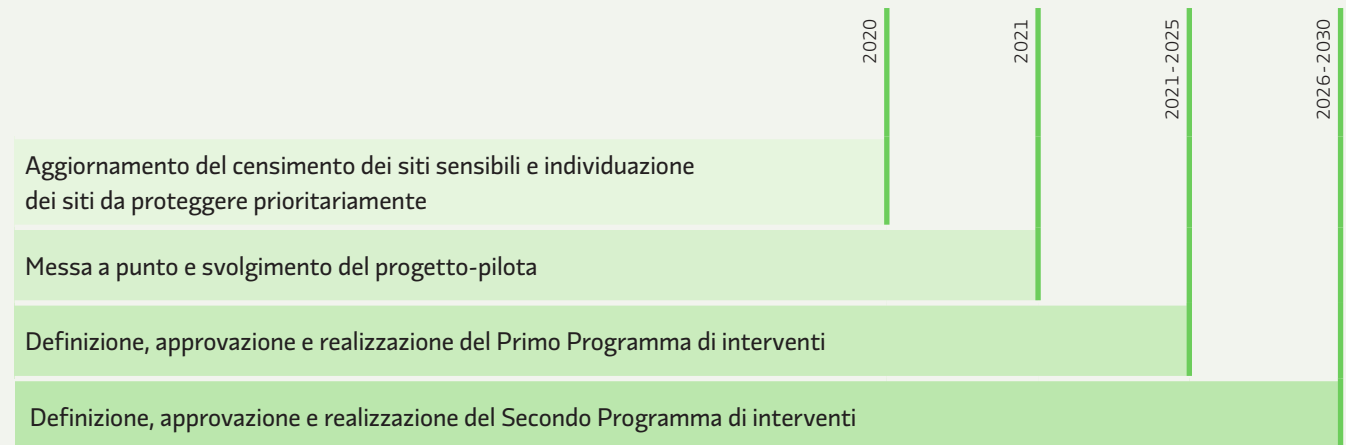 2020
2021
2021-2025
2026-2030
Aggiornamento del censimento dei siti sensibili e individuazione
dei siti da proteggere prioritariamente
Messa a punto e svolgimento del progetto-pilota
Definizione, approvazione e realizzazione del Primo Programma di interventi
Definizione, approvazione e realizzazione del Secondo Programma di interventi